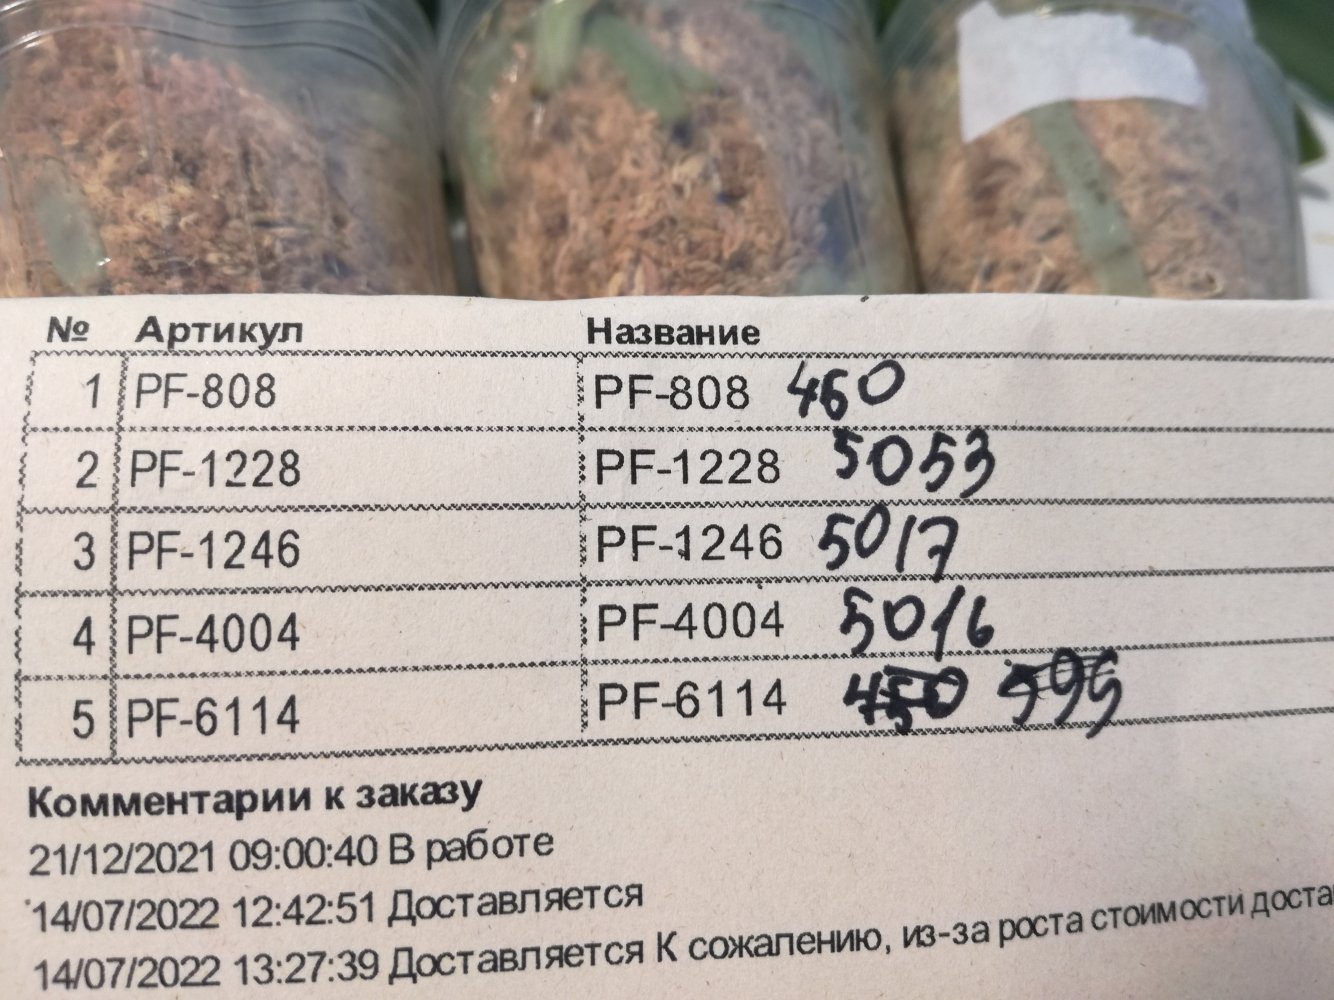 № Артикул Название
1 PF-808 PF-808 460
2 PF-1228 PF-1228 5053
3 PF-1246 PF-1246 5017
4 PF-4004 PF-4004 5016
5 PF-6114 PF-6114 450
Комментарии к заказу
21/12/2021 09:00:40 В работе
14/07/2022 12:42:51 Доставляется
14/07/2022 13:27:39 Доставляется К сожалению, из-за роста стоимости доста